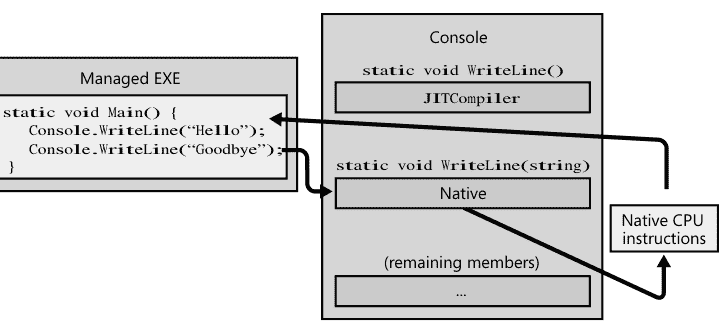 Managed EXE
static void Main() {
Console.WriteLine(“Hello”);
Console.WriteLine(“Goodbye”);
}
Console
static void WriteLine()
JITCompiler
static void WriteLine(string)
Native
(remaining members)
...
Native CPU
instructions